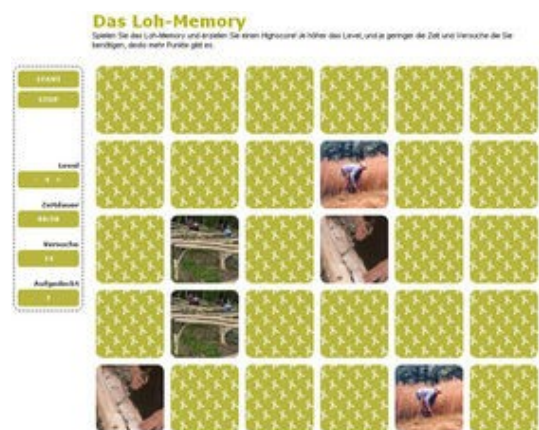 Das Loh-Memory
Spielen Sie das Loh-Memory und erzielen Sie einen Highscore! Je höher das Level, und je geringer die Zeit und Versuche die Sie
benötigen, desto mehr Punkte gibt es.
START
STOP
Level
Zeitdauer
Versuche
Aufgedeckt